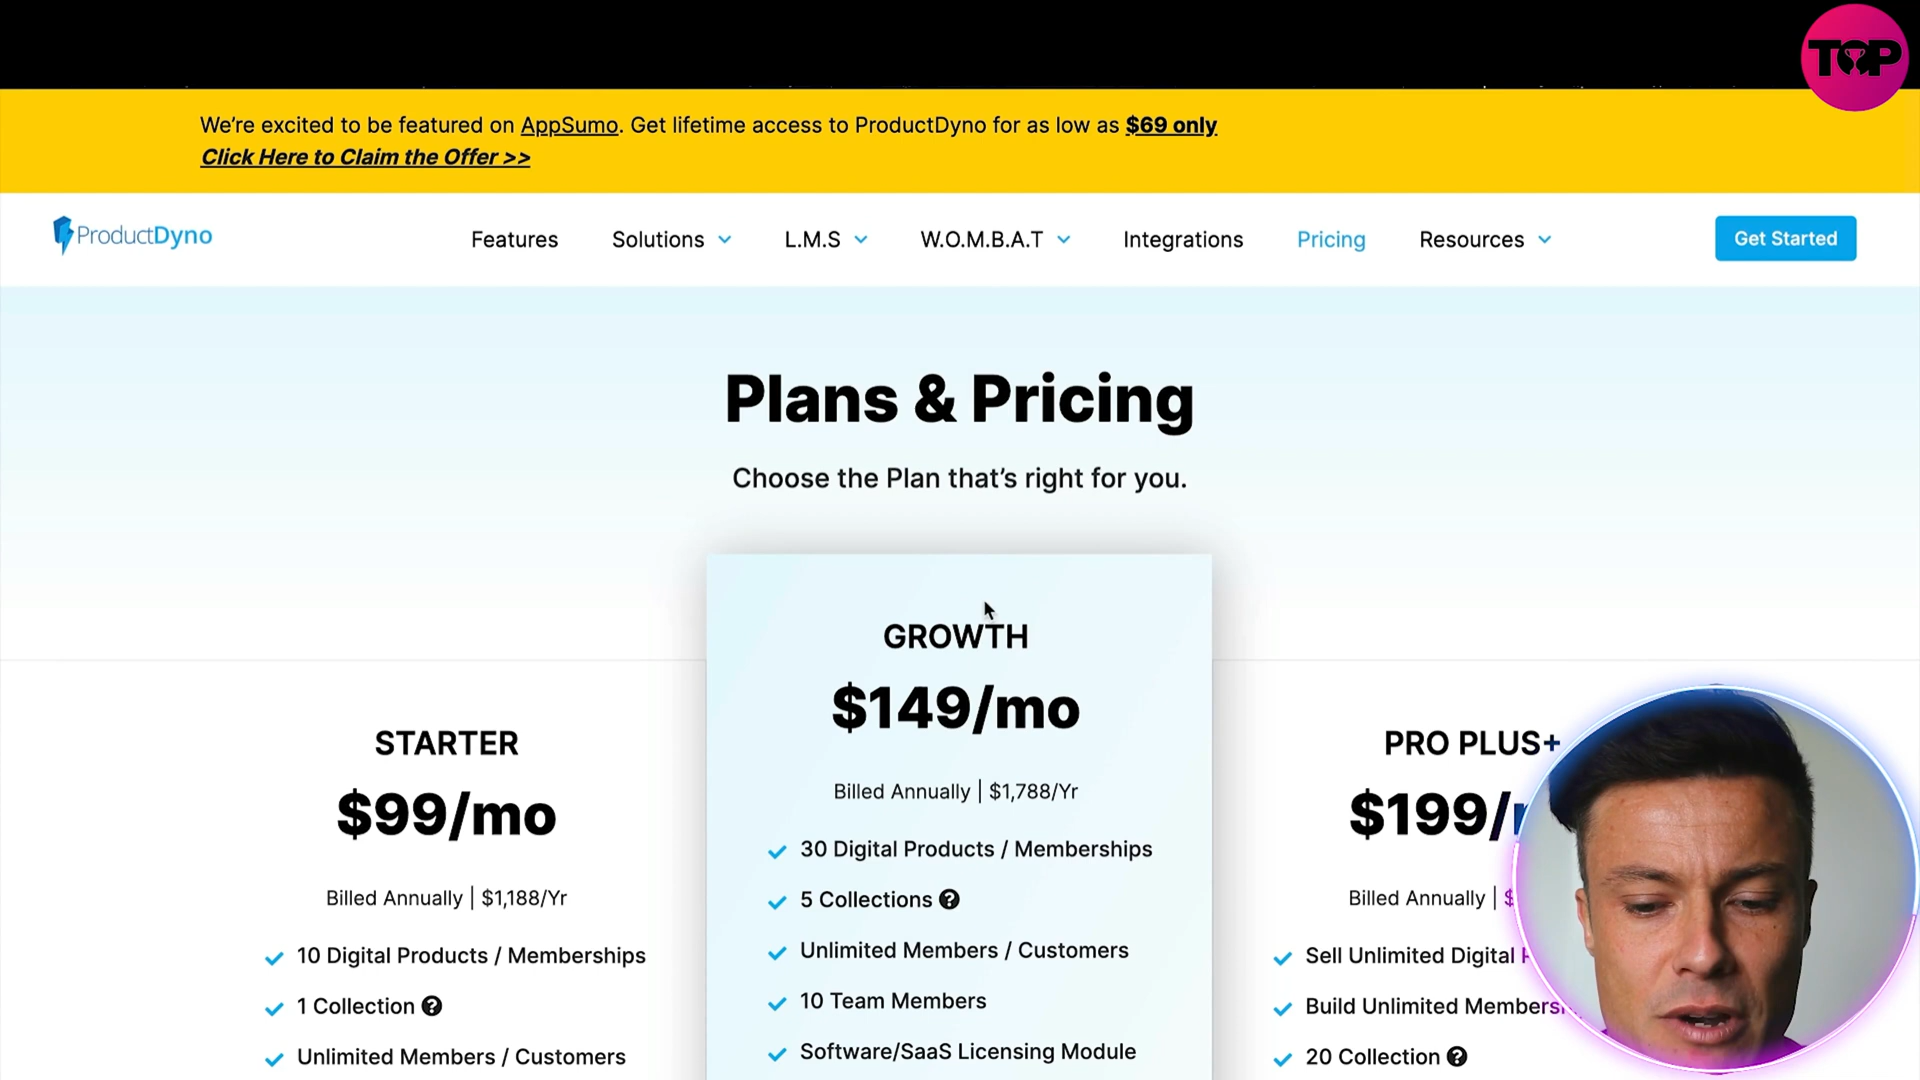 TOP
We're excited to be featured on AppSumo. Get lifetime access to ProductDyno for as low as $69 only
Click Here to Claim the Offer >>
ProductDyno
Features
Solutions
L.M.S
W.O.M.B.A.T
Integrations
Pricing
Resources
Get Started
Plans & Pricing
Choose the Plan that's right for you.
STARTER
$99/mo
Billed Annually | $1,188/Yr
10 Digital Products / Memberships
1 Collection ?
Unlimited Members / Customers
GROWTH
$149/mo
Billed Annually | $1,788/Yr
30 Digital Products / Memberships
5 Collections ?
Unlimited Members / Customers
10 Team Members
Software/SaaS Licensing Module
PRO PLUS+
$199/
Billed Annually | $
Sell Unlimited Digital
Build Unlimited
20 Collection ?